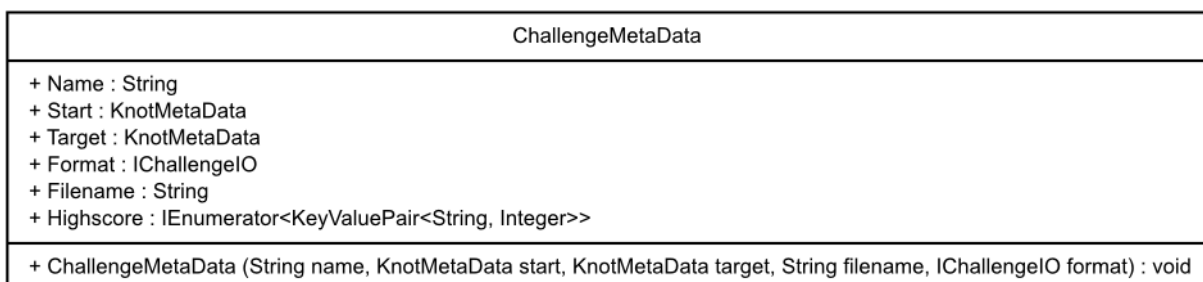 ChallengeMetaData
+ Name : String
+ Start : KnotMetaData
+ Target : KnotMetaData
+ Format : IChallengeIO
+ Filename : String
+ Highscore : IEnumerator<KeyValuePair<String, Integer>>
+ ChallengeMetaData (String name, KnotMetaData start, KnotMetaData target, String filename, IChallengeIO format) : void